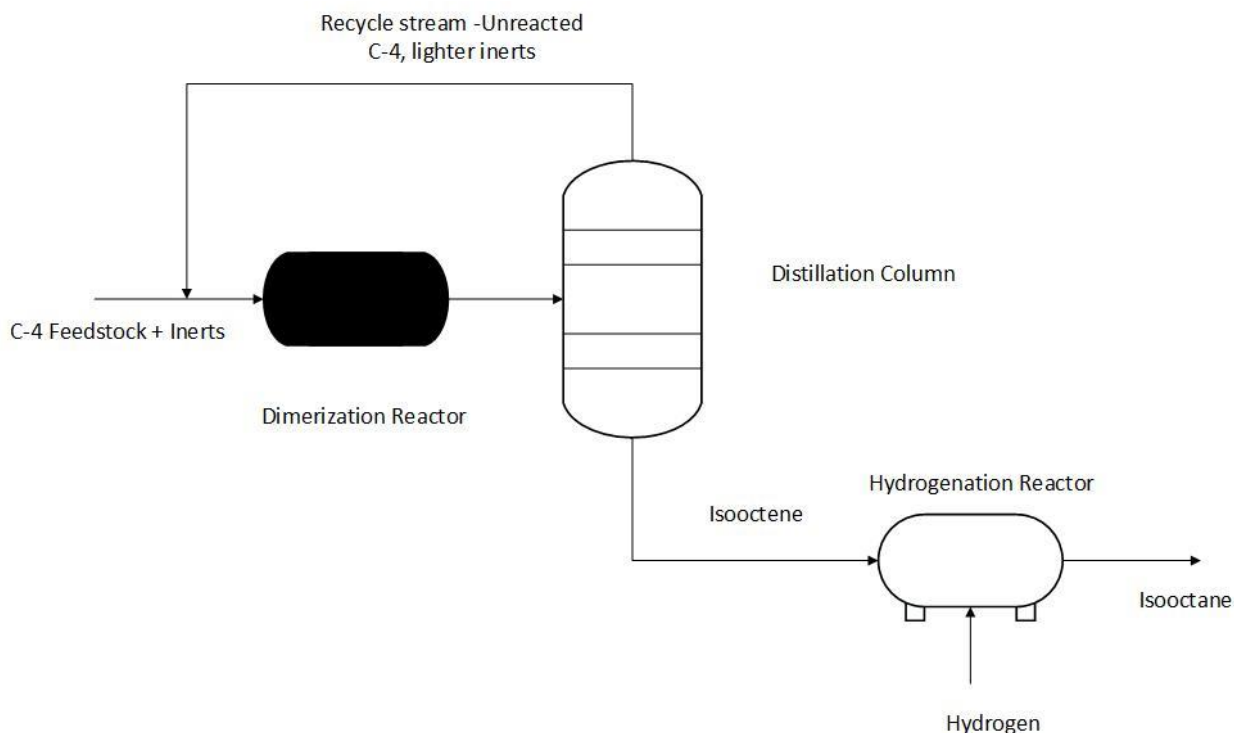 Recycle stream -Unreacted
C-4, lighter inerts
Distillation Column
C-4 Feedstock + Inerts
Dimerization Reactor
Hydrogenation Reactor
Isooctene
Isooctane
Hydrogen